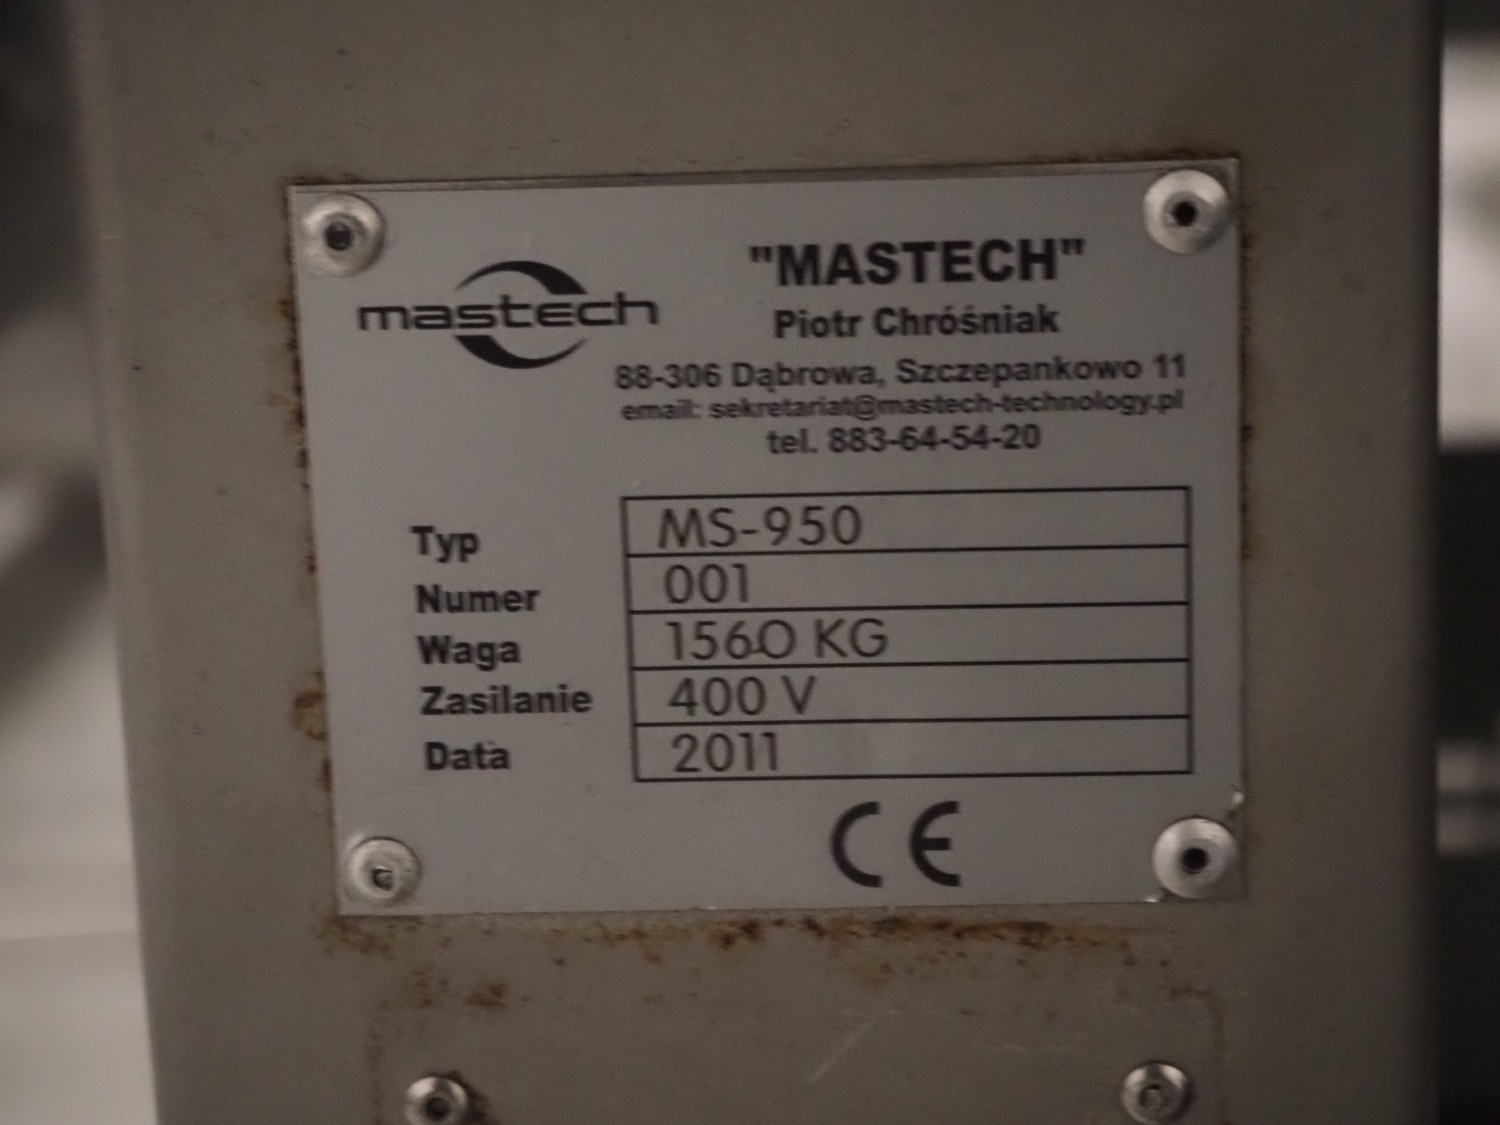 mastech
"MASTECH"
Piotr Chróśniak
88-306 Dąbrowa, Szczepankowo 11
email: sekretariat@mastech-technology.pl
tel. 883-64-54-20
Typ MS-950
Numer 001
Waga 1560 KG
Zasilanie 400 V
Data 2011
CE